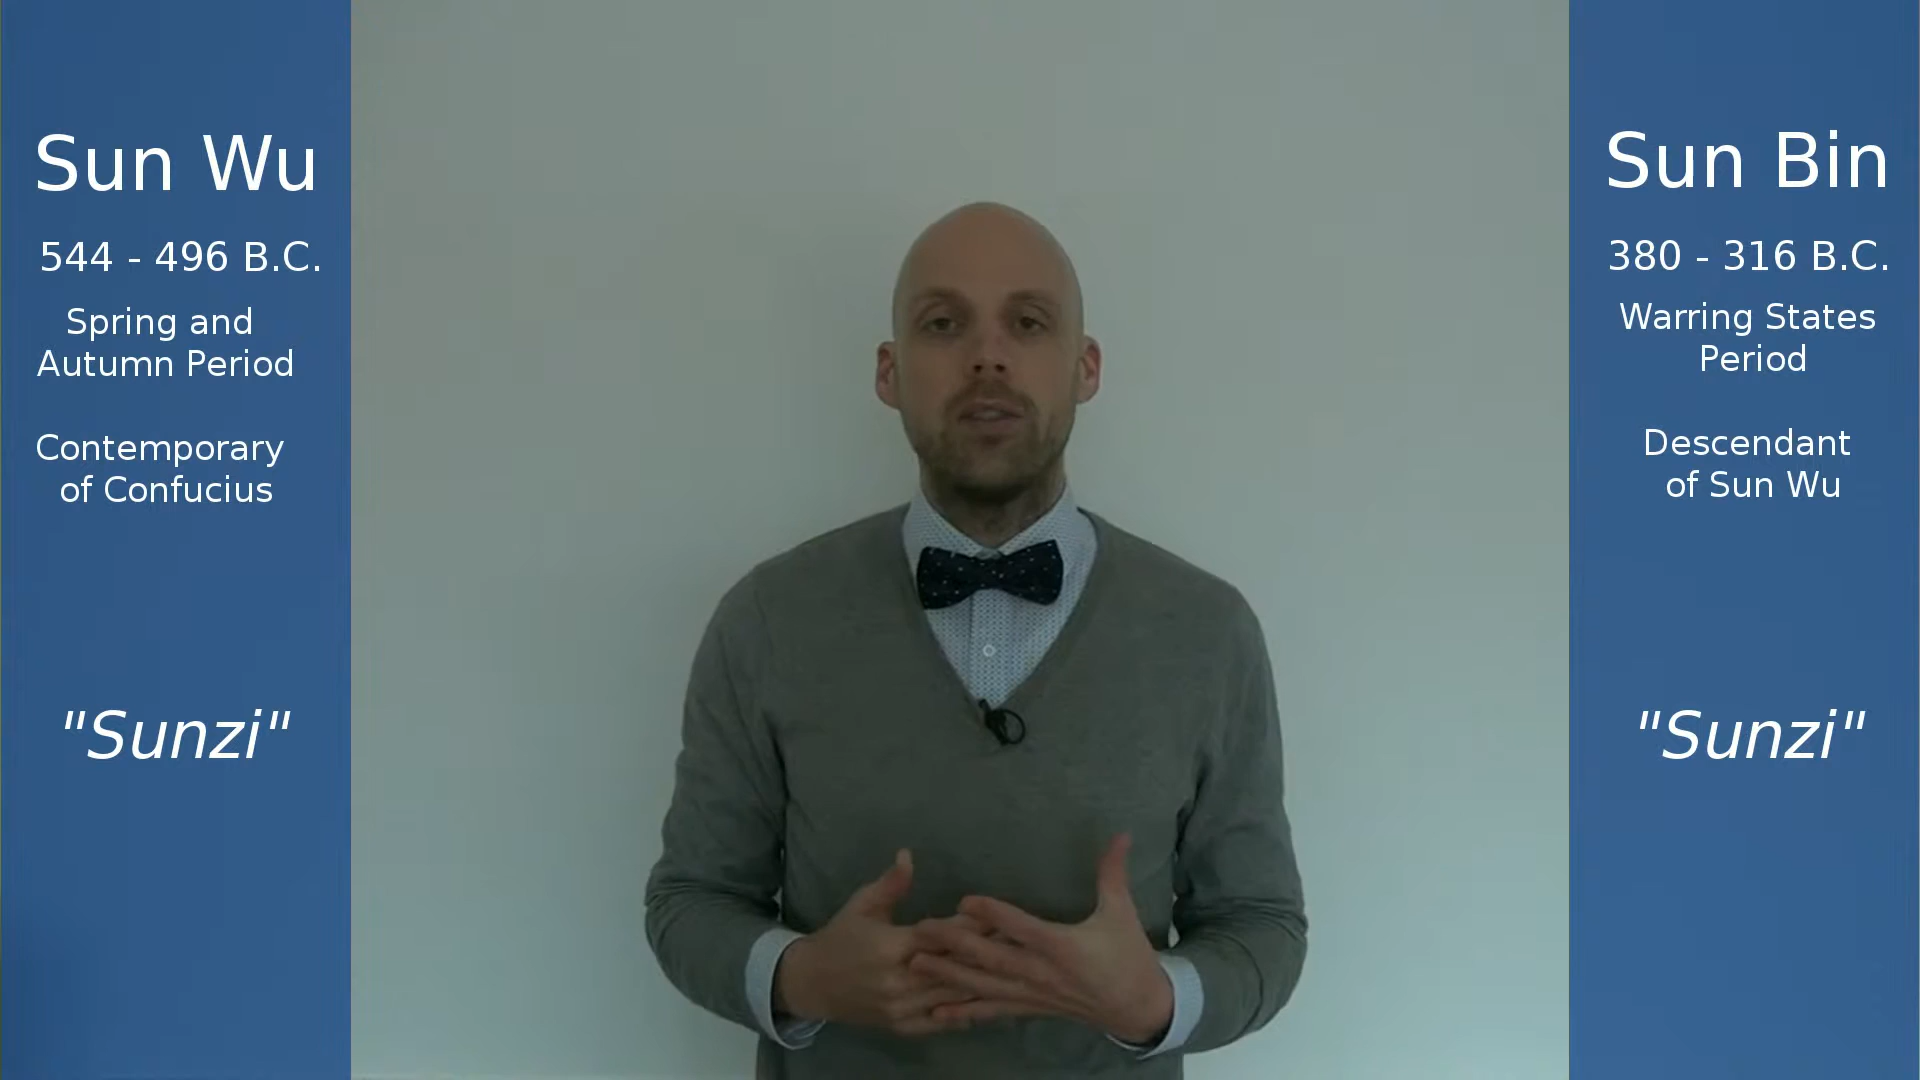 Sun Wu
544 - 496 B.C.
Spring and
Autumn Period
Contemporary
of Confucius
"Sunzi"
Sun Bin
380 - 316 B.C.
Warring States
Period
Descendant
of Sun Wu
"Sunzi"